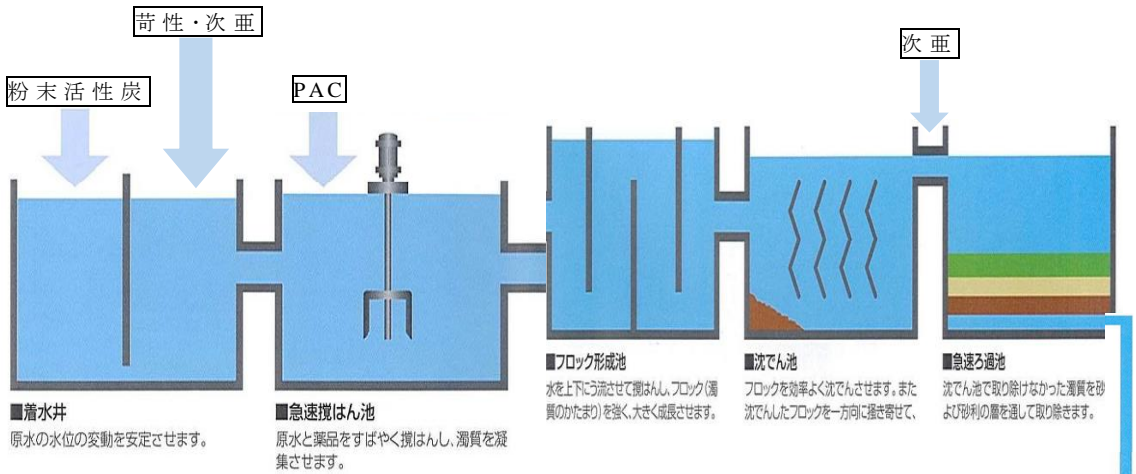 苛性・次亜
次亜
粉末活性炭
PAC
■着水井
原水の水位の変動を安定させます。
■急速撹はん池
原水と薬品をすばやく撹はんし、濁質を凝
集させます。
■フロック形成池
水を上下にう流させて撹はんし、フロック(濁
質のかたまり)を強く、大きく成長させます。
■沈でん池
フロックを効率よく沈でんさせます。また
沈でんしたフロックを一方向に掻き寄せて、
■急速ろ過池
沈でん池で取り除けなかった濁質を砂
よび砂利の層を通して取り除きます。